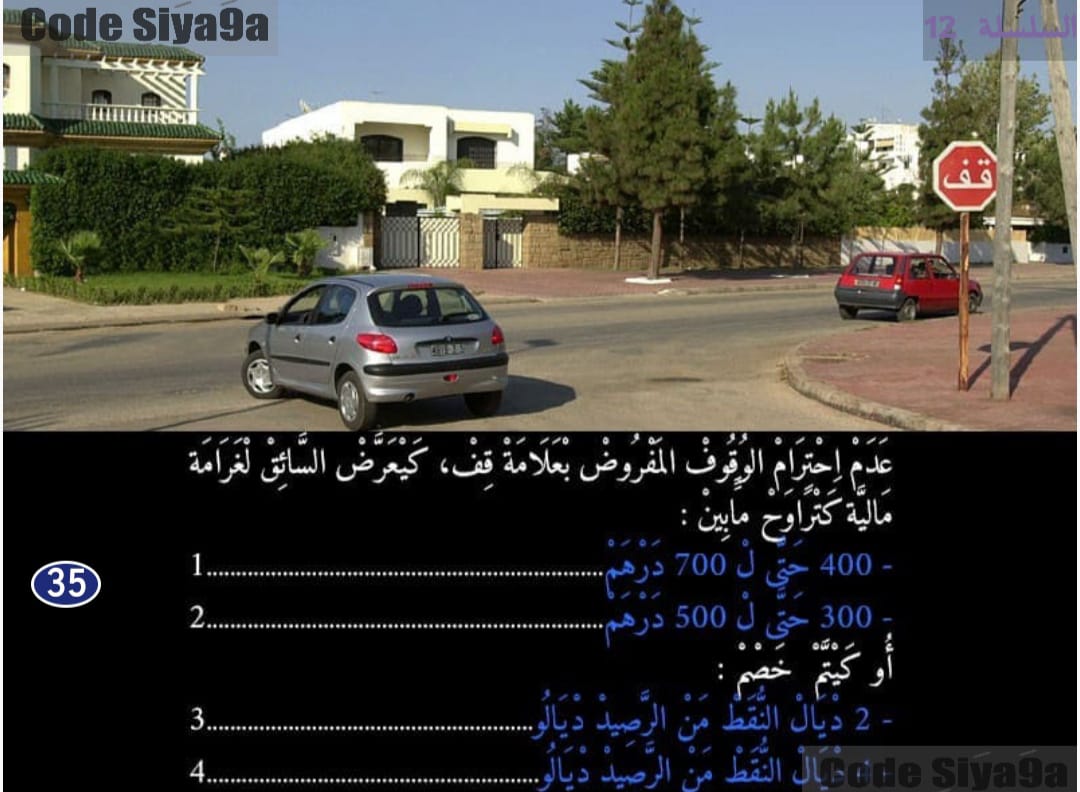 Code Siya9a
السلسلة 12
قف
عَدَمْ اِحْتِرَامْ الوُقُوفْ المَفْرُوضْ بْعَلَامَةْ قِفْ، كَيْعَرَّضْ السَّائِقْ لْغَرَامَة
مَاليَّة كَتْرَاوَحْ مَابِينْ :
- 400 حَتَّى لْ 700 دَرْهَمْ 1
- 300 حَتَّى لْ 500 دَرْهَمْ 2
35
أُو كَيْتَمّْ خَصْمْ :
- 2 دْيَالْ النُّقَطْ مَنْ الرَّصِيدْ دْيَالُو 3
دْيَالْ النُّقَطْ مَنْ الرَّصِيدْ دْيَالُو 4
Code Siya9a